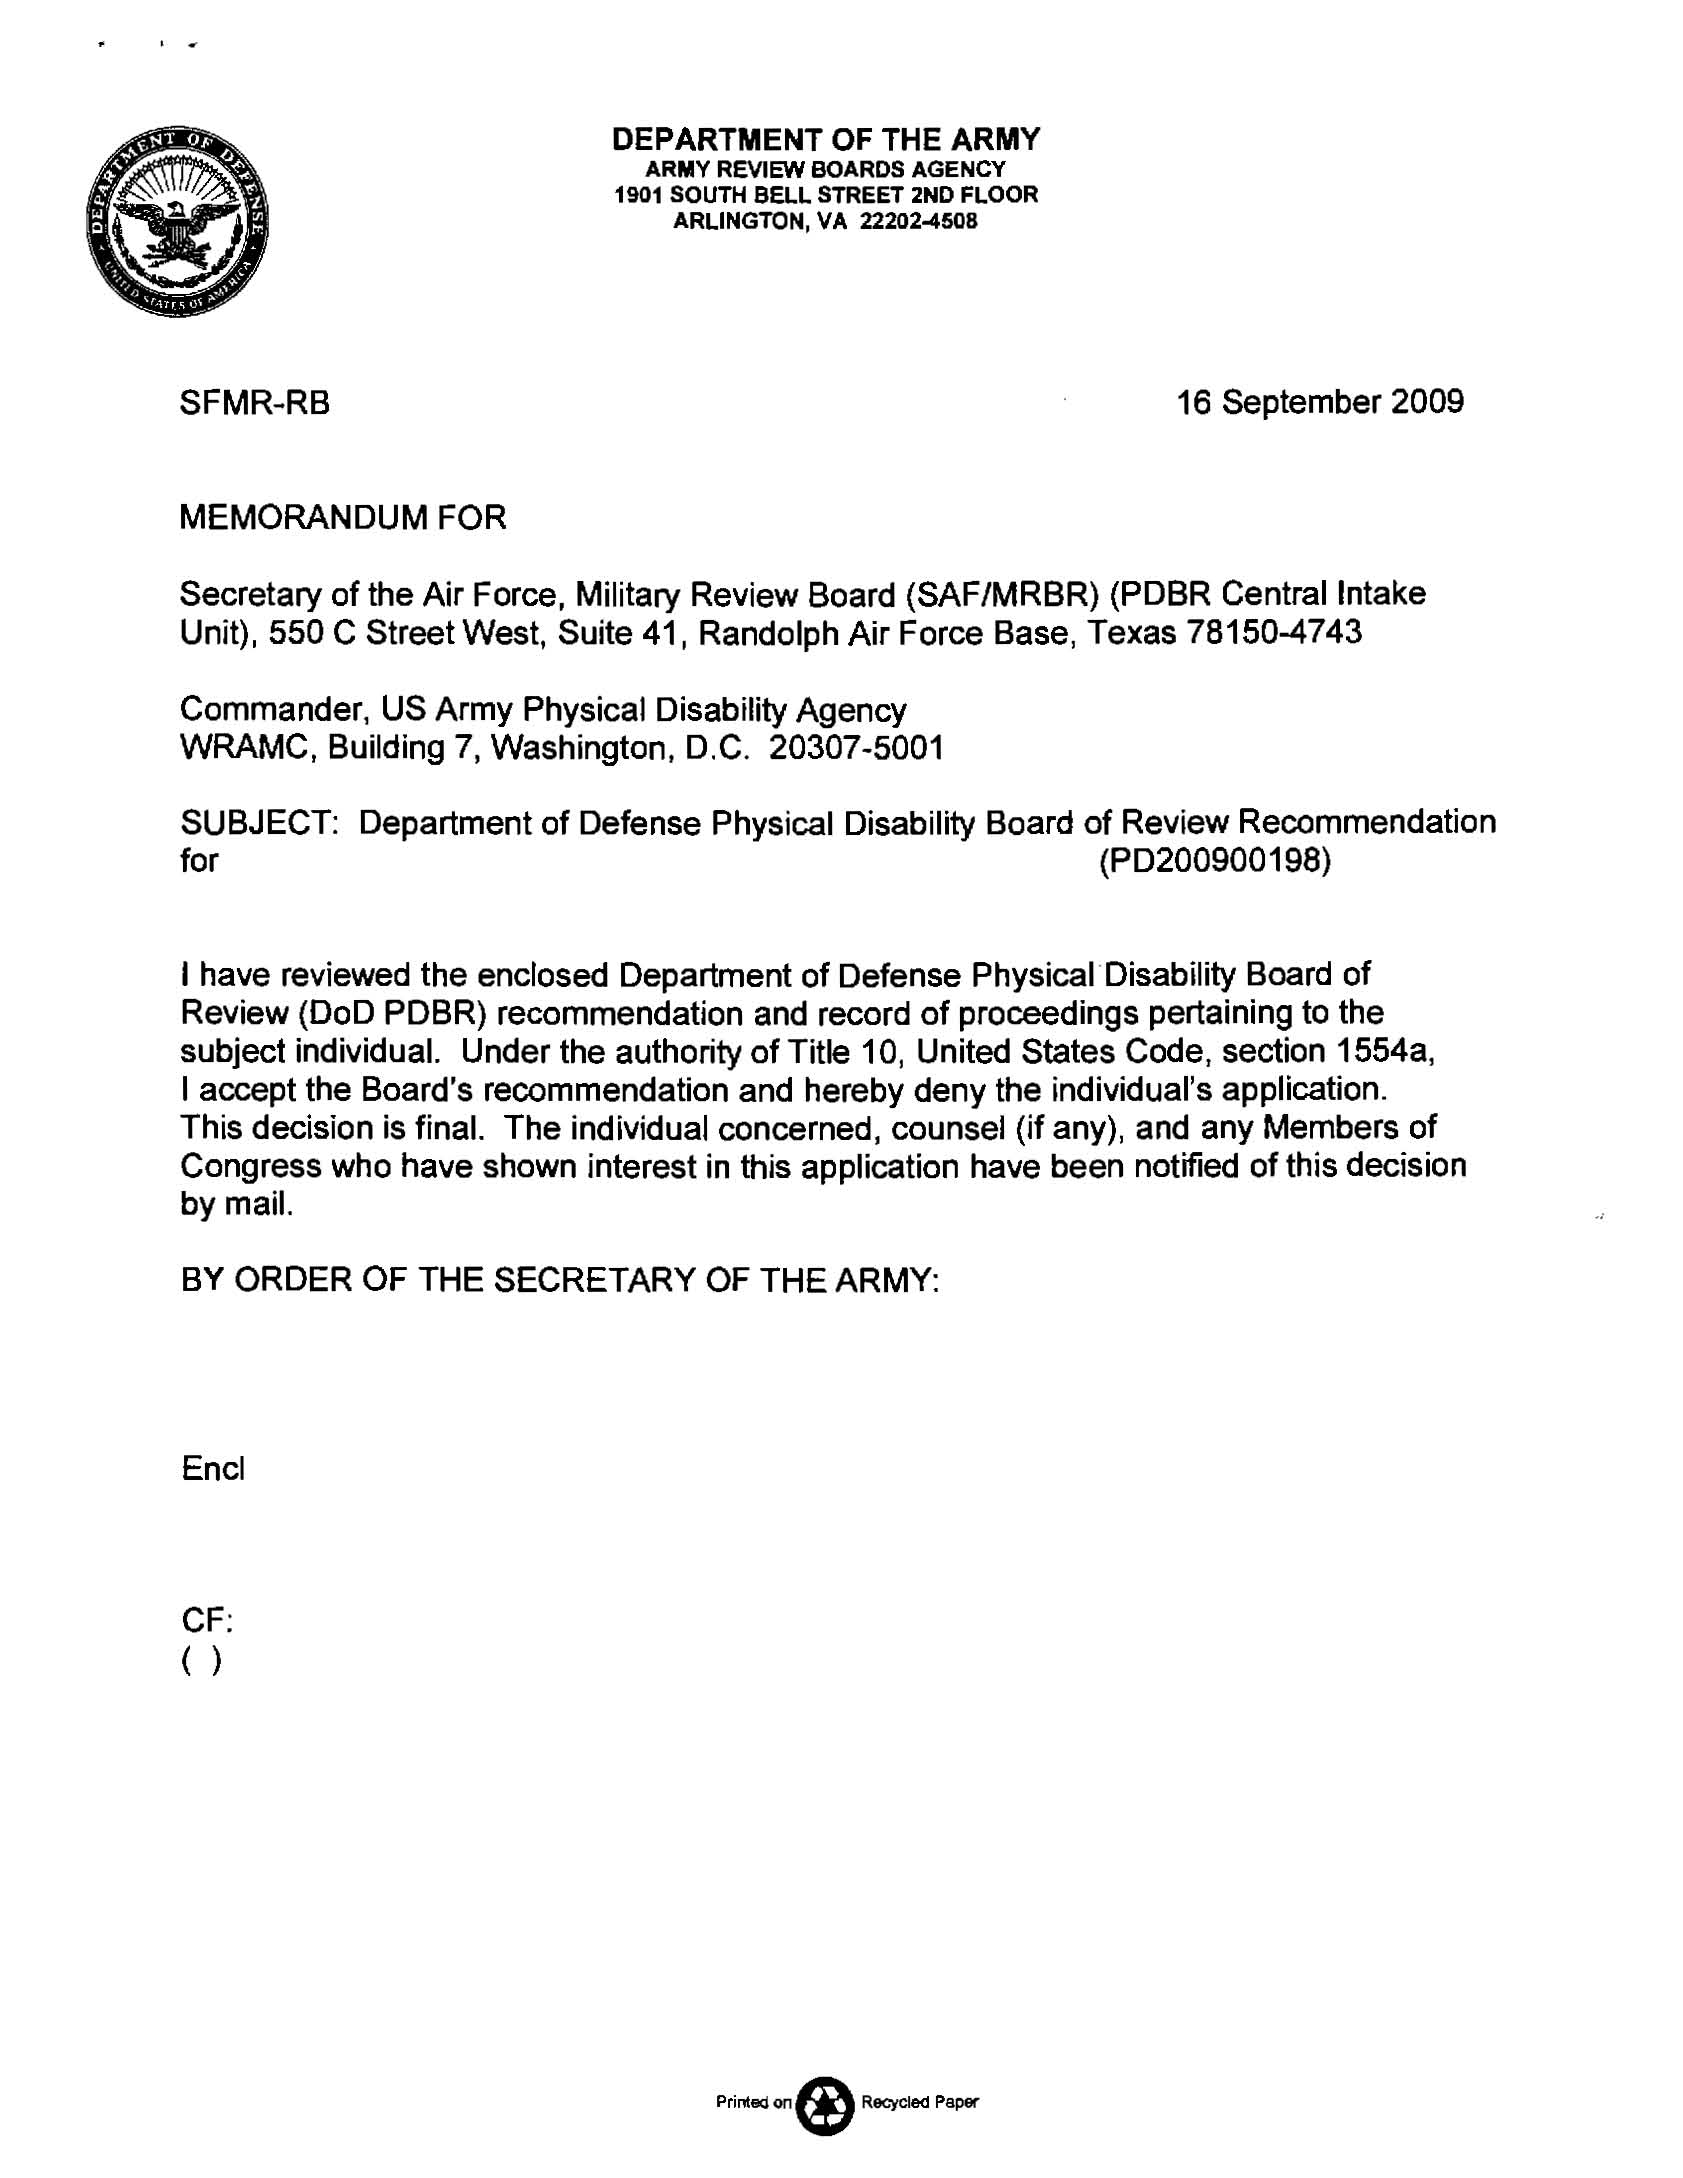 DEPARTMENT OF DEFENSE
UNITED STATES OF AMERICA
DEPARTMENT OF THE ARMY
ARMY REVIEW BOARDS AGENCY
1901 SOUTH BELL STREET 2ND FLOOR
ARLINGTON, VA 22202-4508
SFMR-RB 16 September 2009
MEMORANDUM FOR
Secretary of the Air Force, Military Review Board (SAF/MRBR) (PDBR Central Intake
Unit), 550 C Street West, Suite 41, Randolph Air Force Base, Texas 78150-4743
Commander, US Army Physical Disability Agency
WRAMC, Building 7, Washington, D.C. 20307-5001
SUBJECT: Department of Defense Physical Disability Board of Review Recommendation
for (PD200900198)
I have reviewed the enclosed Department of Defense Physical Disability Board of
Review (DoD PDBR) recommendation and record of proceedings pertaining to the
subject individual. Under the authority of Title 10, United States Code, section 1554a,
I accept the Board's recommendation and hereby deny the individual's application.
This decision is final. The individual concerned, counsel (if any), and any Members of
Congress who have shown interest in this application have been notified of this decision
by mail.
BY ORDER OF THE SECRETARY OF THE ARMY:
Encl
CF:
( )
Printed on Recycled Paper